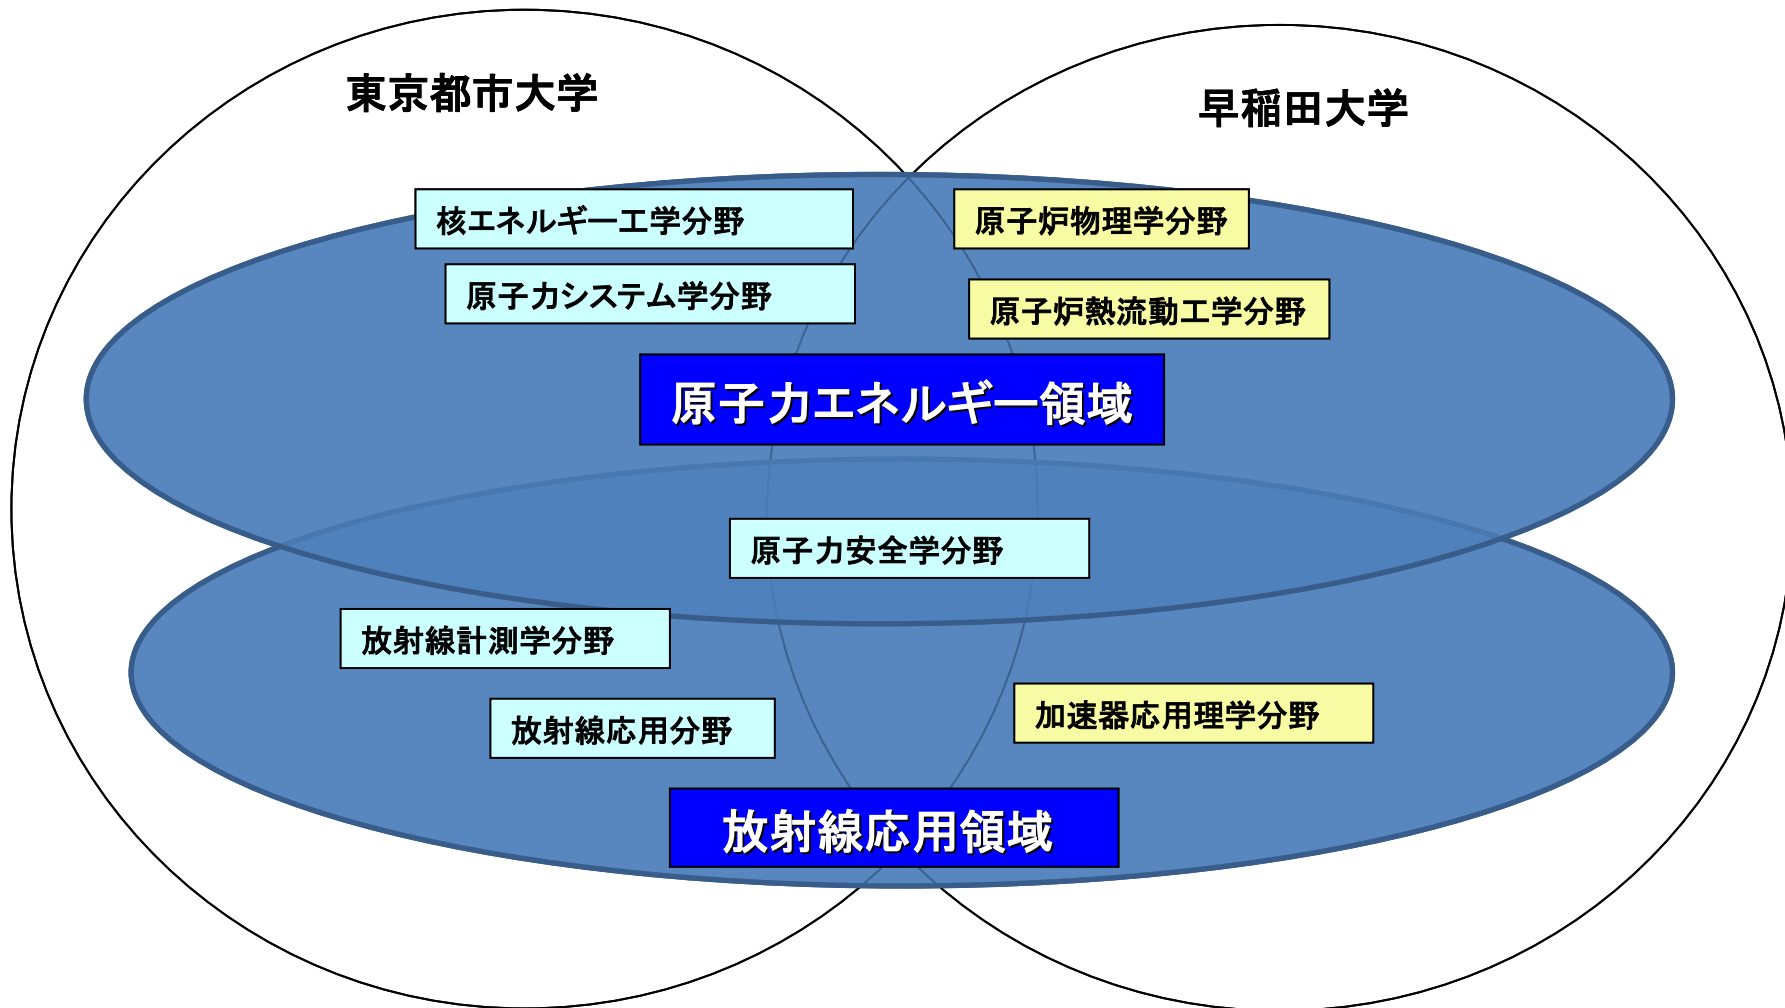 東京都市大学
早稲田大学
核エネルギー工学分野
原子炉物理学分野
原子力システム学分野
原子炉熱流動工学分野
原子力エネルギー領域
原子力安全学分野
放射線計測学分野
放射線応用分野
加速器応用理学分野
放射線応用領域